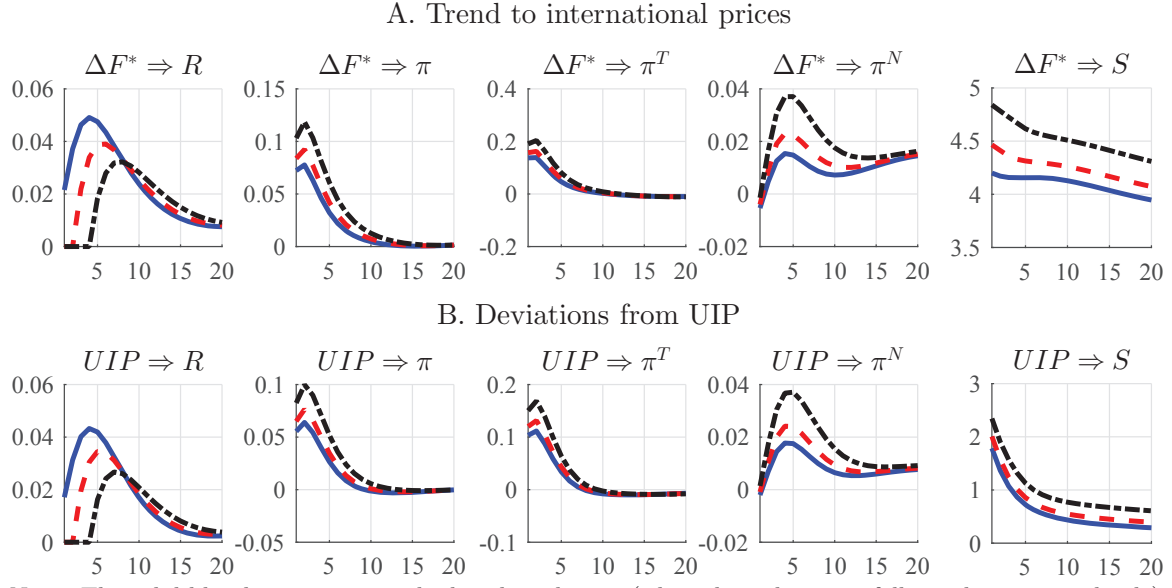 A. Trend to international prices
ΔF* ⇒ R
ΔF* ⇒ π
ΔF* ⇒ π^T
ΔF* ⇒ π^N
ΔF* ⇒ S
0.06
0.04
0.02
0
5 10 15 20
0.15
0.1
0.05
0
5 10 15 20
0.4
0.2
0
-0.2
5 10 15 20
0.04
0.02
0
-0.02
5 10 15 20
5
4.5
4
3.5
10 20
B. Deviations from UIP
UIP ⇒ R
UIP ⇒ π
UIP ⇒ π^T
UIP ⇒ π^N
UIP ⇒ S
0.06
0.04
0.02
0
5 10 15 20
0.1
0.05
0
-0.05
5 10 15 20
0.2
0.1
0
-0.1
5 10 15 20
0.04
0.02
0
-0.02
5 10 15 20
3
2
1
0
10 20